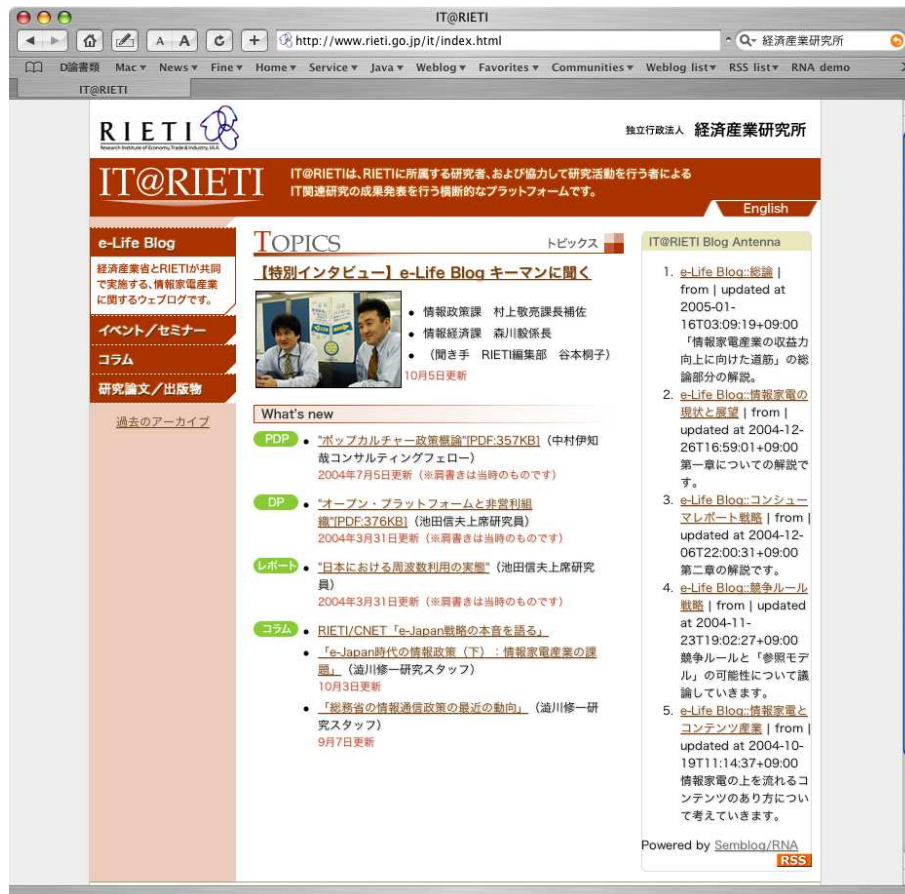 IT@RIETI
A A C + http://www.rieti.go.jp/it/index.html Q 経済産業研究所
D論書類 Mac News Fine Home Service Java Weblog Favorites Communities Weblog list RSS list RNA demo
IT@RIETI
RIETI
Research Institute of Economy, Trade & Industry, IAA
独立行政法人 経済産業研究所
IT@RIETI
IT@RIETIは、RIETIに所属する研究者、および協力して研究活動を行う者による
IT関連研究の成果発表を行う横断的なプラットフォームです。
English
e-Life Blog
経済産業省とRIETIが共同
で実施する、情報家電産業
に関するウェブログです。
イベント／セミナー
コラム
研究論文／出版物
過去のアーカイブ
TOPICS トピックス
【特別インタビュー】e-Life Blog キーマンに聞く
• 情報政策課 村上敬亮課長補佐
• 情報経済課 森川毅係長
• （聞き手 RIETI編集部 谷本桐子）
10月5日更新
What's new
PDP • "ポップカルチャー政策概論"[PDF:357KB]（中村伊知
哉コンサルティングフェロー）
2004年7月5日更新（※肩書きは当時のものです）
DP • "オープン・プラットフォームと非営利組
織"[PDF:376KB]（池田信夫上席研究員）
2004年3月31日更新（※肩書きは当時のものです）
レポート • "日本における周波数利用の実態"（池田信夫上席研究
員）
2004年3月31日更新（※肩書きは当時のものです）
コラム • RIETI/CNET「e-Japan戦略の本音を語る」
• 「e-Japan時代の情報政策（下）：情報家電産業の課
題」（澁川修一研究スタッフ）
10月3日更新
• 「総務省の情報通信政策の最近の動向」（澁川修一研
究スタッフ）
9月7日更新
IT@RIETI Blog Antenna
1. e-Life Blog::総論 |
from | updated at
2005-01-
16T03:09:19+09:00
「情報家電産業の収益力
向上に向けた道筋」の総
論部分の解説。
2. e-Life Blog::情報家電の
現状と展望 | from |
updated at 2004-12-
26T16:59:01+09:00
第一章についての解説で
す。
3. e-Life Blog::コンシュー
マレポート戦略 | from |
updated at 2004-12-
06T22:00:31+09:00
第二章の解説です。
4. e-Life Blog::競争ルール
戦略 | from | updated
at 2004-11-
23T19:02:27+09:00
競争ルールと「参照モデ
ル」の可能性について議
論していきます。
5. e-Life Blog::情報家電と
コンテンツ産業 | from |
updated at 2004-10-
19T11:14:37+09:00
情報家電の上を流れるコ
ンテンツのあり方につい
て考えていきます。
Powered by Semblog/RNA
RSS